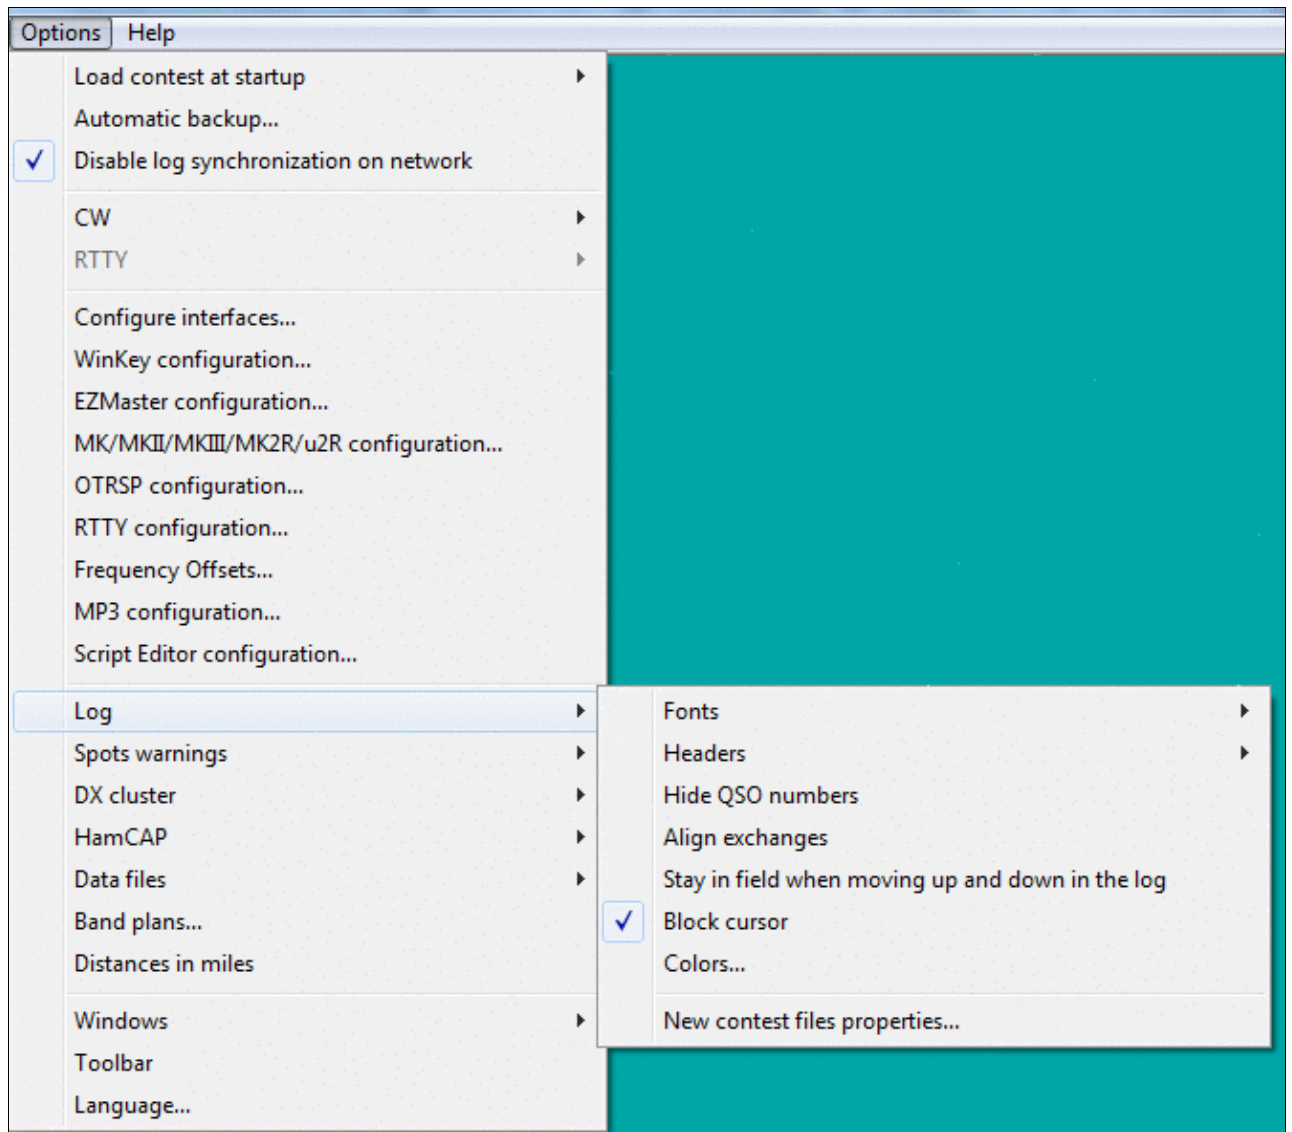 Options Help
Load contest at startup
Automatic backup...
Disable log synchronization on network
CW
RTTY
Configure interfaces...
WinKey configuration...
EZMaster configuration...
MK/MKII/MKIII/MK2R/u2R configuration...
OTRSP configuration...
RTTY configuration...
Frequency Offsets...
MP3 configuration...
Script Editor configuration...
Log
Spots warnings
DX cluster
HamCAP
Data files
Band plans...
Distances in miles
Windows
Toolbar
Language...
Fonts
Headers
Hide QSO numbers
Align exchanges
Stay in field when moving up and down in the log
Block cursor
Colors...
New contest files properties...